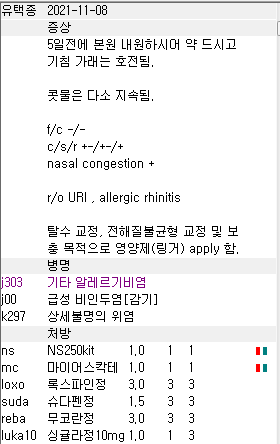 유택종 2021-11-08
증상
5일전에 본원 내원하시어 약 드시고
기침 가래는 호전됨.
콧물은 다소 지속됨.
f/c -/-
c/s/r +-/+-/+
nasal congestion +
r/o URI , allergic rhinitis
탈수 교정, 전해질불균형 교정 및 보
충 목적으로 영양제(링거) apply 함.
병명
j303 기타 알레르기비염
j00 급성 비인두염[감기]
k297 상세불명의 위염
처방
ns NS250kit 1.0 1 1
mc 마이어스칵테 1.0 1 1
loxo 록스파인정 3.0 3 3
suda 슈다펜정 1.5 3 3
reba 무코란정 3.0 3 3
luka10 싱귤라정10mg 1.0 1 3